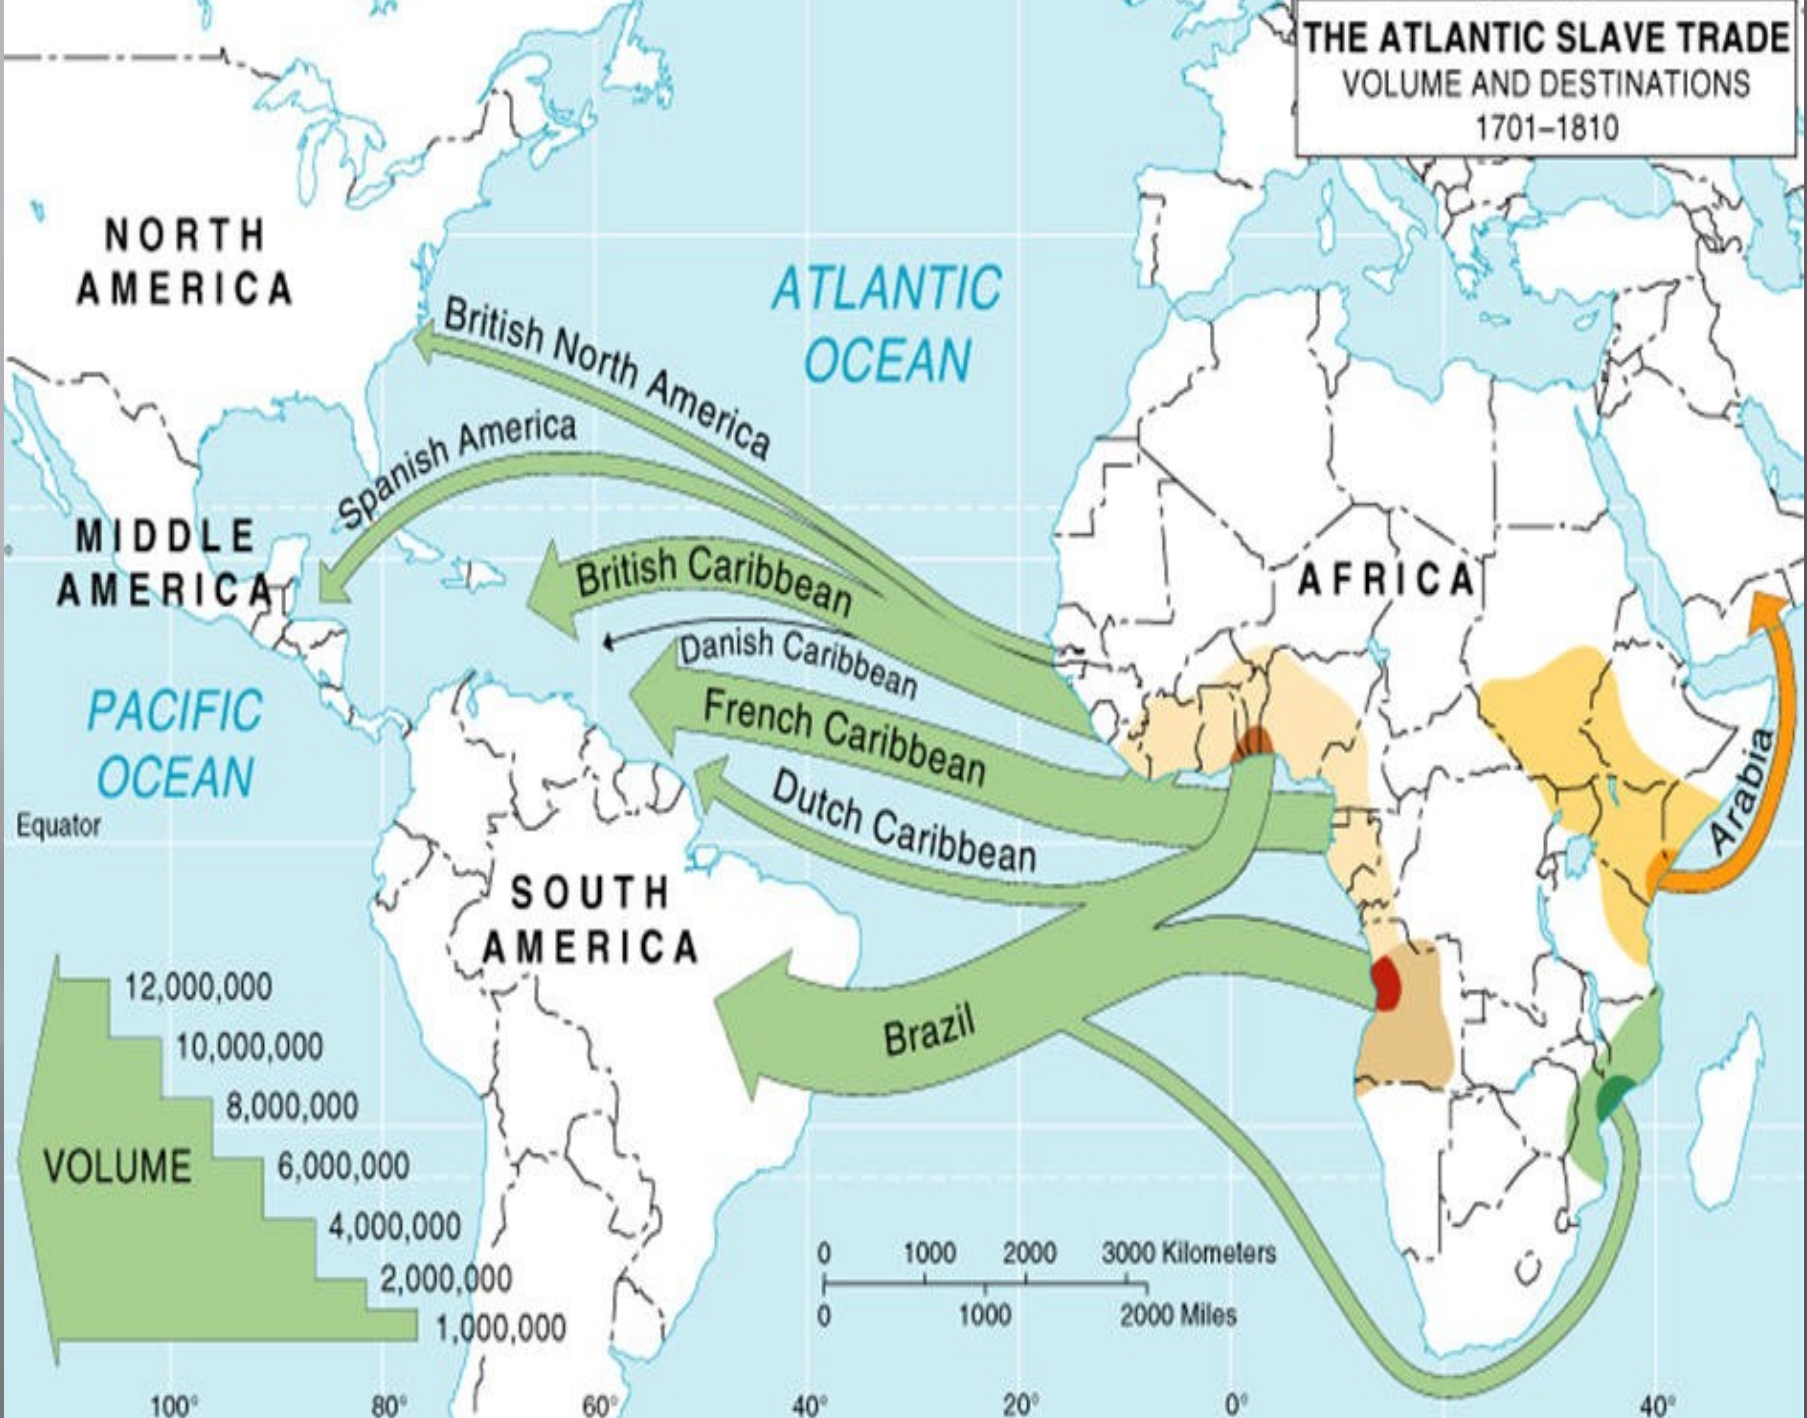 THE ATLANTIC SLAVE TRADE
VOLUME AND DESTINATIONS
1701–1810
NORTH
AMERICA
ATLANTIC
OCEAN
British North America
Spanish America
MIDDLE
AMERICA
British Caribbean
AFRICA
Danish Caribbean
French Caribbean
PACIFIC
OCEAN
Arabia
Dutch Caribbean
Equator
SOUTH
AMERICA
Brazil
12,000,000
10,000,000
8,000,000
VOLUME
6,000,000
4,000,000
2,000,000
1,000,000
0 1000 2000 3000 Kilometers
0 1000 2000 Miles
100° 80° 60° 40° 20° 0° 40°